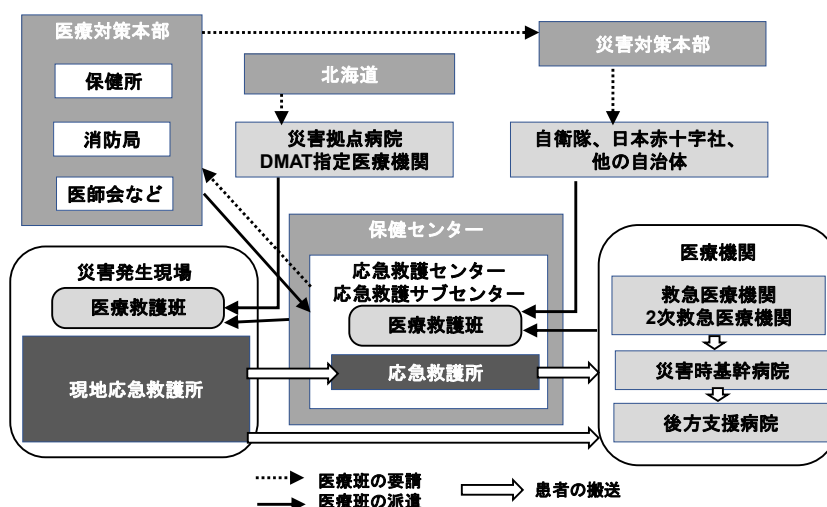 医療対策本部
保健所
消防局
医師会など
北海道
災害対策本部
災害拠点病院
DMAT指定医療機関
自衛隊、日本赤十字社、
他の自治体
保健センター
応急救護センター
応急救護サブセンター
医療救護班
応急救護所
災害発生現場
医療救護班
現地応急救護所
医療機関
救急医療機関
2次救急医療機関
災害時基幹病院
後方支援病院
医療班の要請
医療班の派遣
患者の搬送